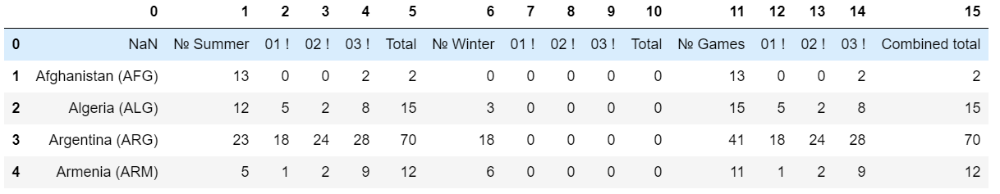 0 1 2 3 4 5 6 7 8 9 10 11 12 13 14 15
0 NaN № Summer 01 ! 02 ! 03 ! Total № Winter 01 ! 02 ! 03 ! Total № Games 01 ! 02 ! 03 ! Combined total
1 Afghanistan (AFG) 13 0 0 2 2 0 0 0 0 0 13 0 0 2 2
2 Algeria (ALG) 12 5 2 8 15 3 0 0 0 0 15 5 2 8 15
3 Argentina (ARG) 23 18 24 28 70 18 0 0 0 0 41 18 24 28 70
4 Armenia (ARM) 5 1 2 9 12 6 0 0 0 0 11 1 2 9 12